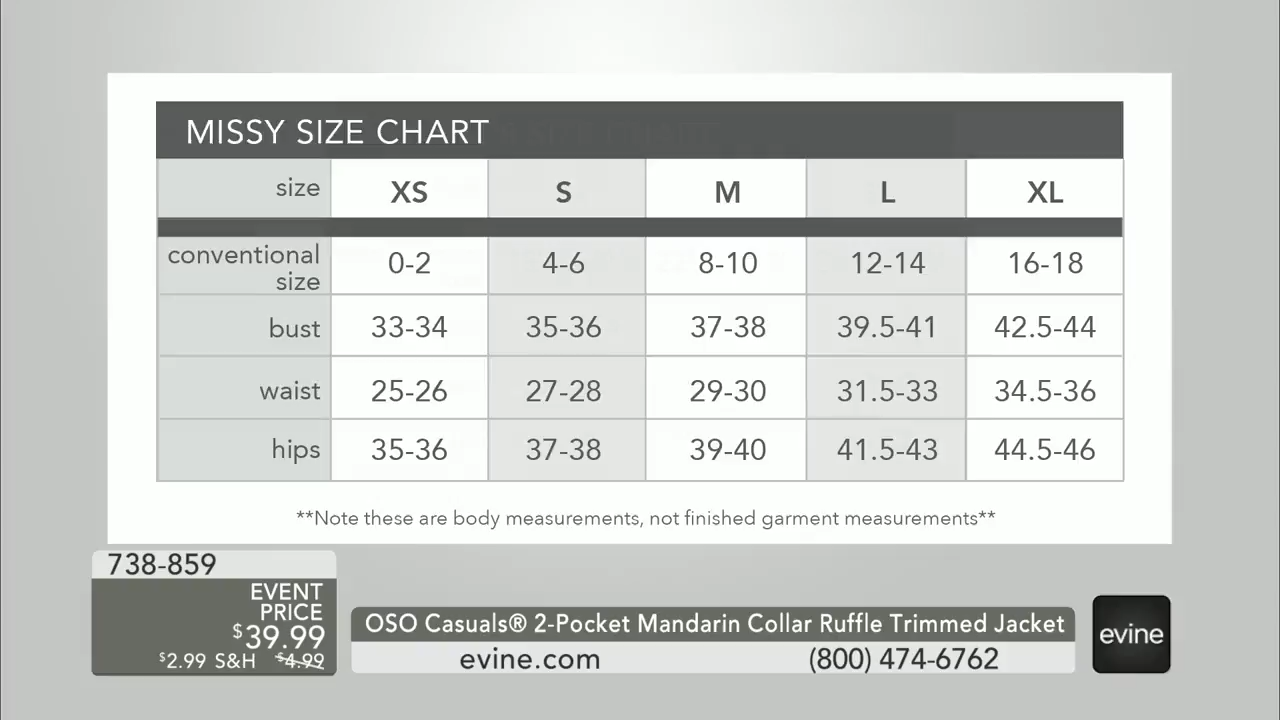 MISSY SIZE CHART
size XS S M L XL
conventional size 0-2 4-6 8-10 12-14 16-18
bust 33-34 35-36 37-38 39.5-41 42.5-44
waist 25-26 27-28 29-30 31.5-33 34.5-36
hips 35-36 37-38 39-40 41.5-43 44.5-46
**Note these are body measurements, not finished garment measurements**
738-859
EVENT
PRICE
$39.99
$2.99 S&H $4.99
OSO Casuals® 2-Pocket Mandarin Collar Ruffle Trimmed Jacket
evine.com (800) 474-6762
evine